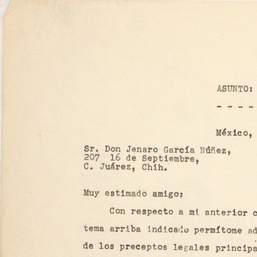 ASUNTO:
- - - -
México,
Sr. Don Jenaro García Núñez,
207 16 de Septiembre,
C. Juárez, Chih.
Muy estimado amigo:
Con respecto a mi anterior c
tema arriba indicado permítome ad
de los preceptos legales principa